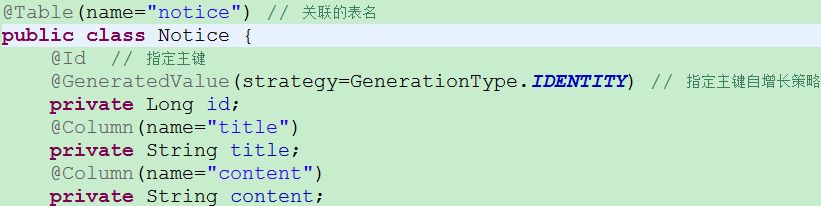 @Table(name="notice") // 关联的表名
public class Notice {
@Id // 指定主键
@GeneratedValue(strategy=GenerationType.IDENTITY) // 指定主键自增长策略
private Long id;
@Column(name="title")
private String title;
@Column(name="content")
private String content;